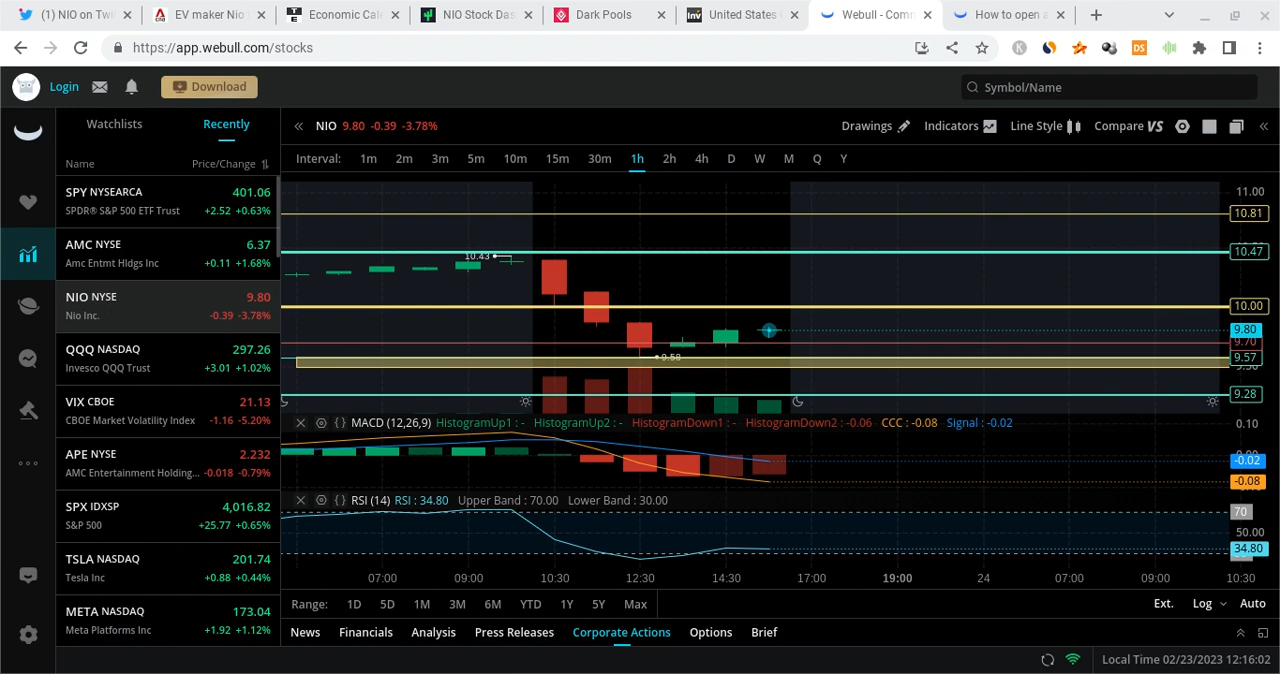 (1) NIO on Twi
EV maker Nio
Economic Cale
NIO Stock Das
Dark Pools
United States
Webull - Comm
How to open a
https://app.webull.com/stocks
Login
Download
Symbol/Name
Watchlists
Recently
Name
Price/Change
SPY NYSEARCA 401.06
SPDR® S&P 500 ETF Trust +2.52 +0.63%
AMC NYSE 6.37
Amc Entmt Hldgs Inc +0.11 +1.68%
NIO NYSE 9.80
Nio Inc. -0.39 -3.78%
QQQ NASDAQ 297.26
Invesco QQQ Trust +3.01 +1.02%
VIX CBOE 21.13
CBOE Market Volatility Index -1.16 -5.20%
APE NYSE 2.232
AMC Entertainment Holding... -0.018 -0.79%
SPX IDXSP 4,016.82
S&P 500 +25.77 +0.65%
TSLA NASDAQ 201.74
Tesla Inc +0.88 +0.44%
META NASDAQ 173.04
Meta Platforms Inc +1.92 +1.12%
NIO 9.80 -0.39 -3.78%
Drawings
Indicators
Line Style
Compare VS
Interval: 1m 2m 3m 5m 10m 15m 30m 1h 2h 4h D W M Q Y
11.00
10.81
10.47
10.43
10.00
9.80
9.70
9.58
9.57
9.28
MACD (12,26,9) HistogramUp1 : - HistogramUp2 : - HistogramDown1 : - HistogramDown2 : -0.06 CCC : -0.08 Signal : -0.02
0.10
-0.02
-0.08
RSI (14) RSI : 34.80 Upper Band : 70.00 Lower Band : 30.00
70
50.00
34.80
07:00 09:00 10:30 12:30 14:30 17:00 19:00 24 07:00 09:00 10:30
Range: 1D 5D 1M 3M 6M YTD 1Y 5Y Max
Ext. Log Auto
News Financials Analysis Press Releases Corporate Actions Options Brief
Local Time 02/23/2023 12:16:02